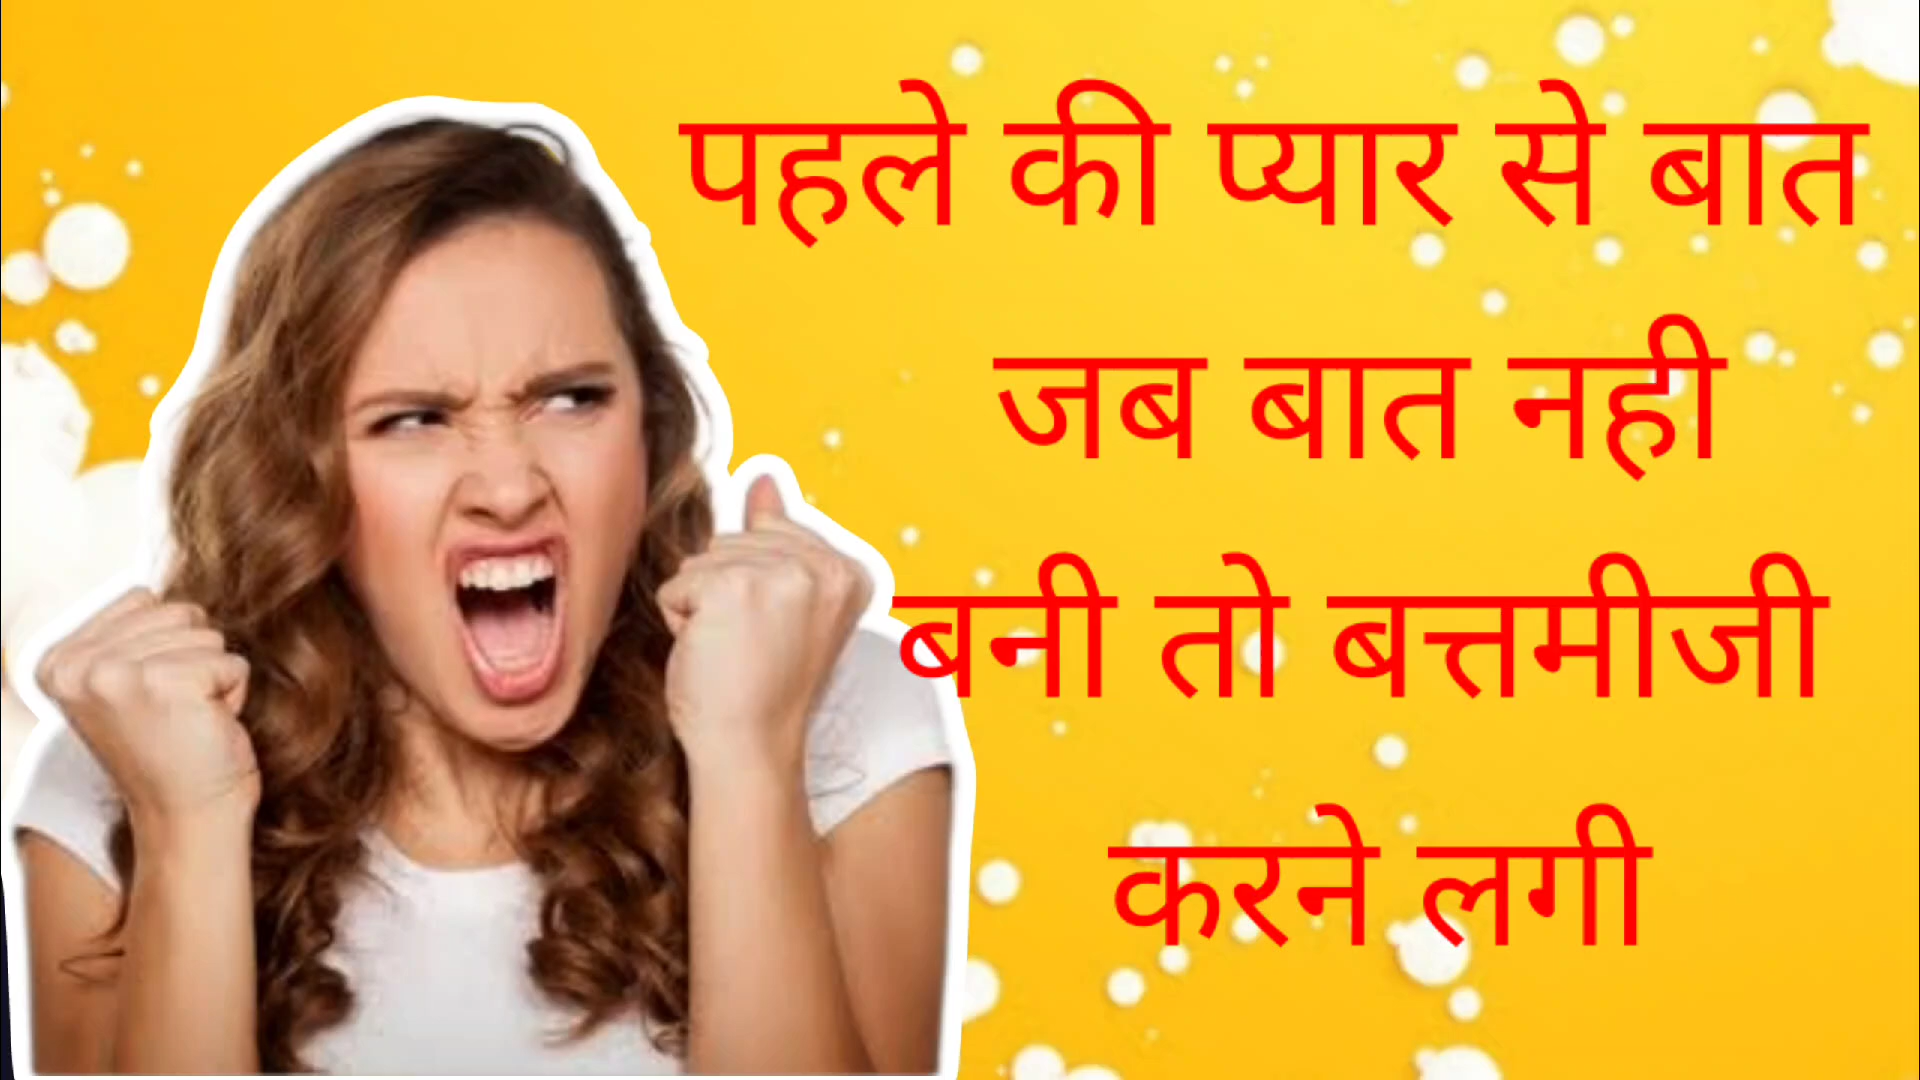 पहले की प्यार से बात
जब बात नही
बनी तो बत्तमीजी
करने लगी